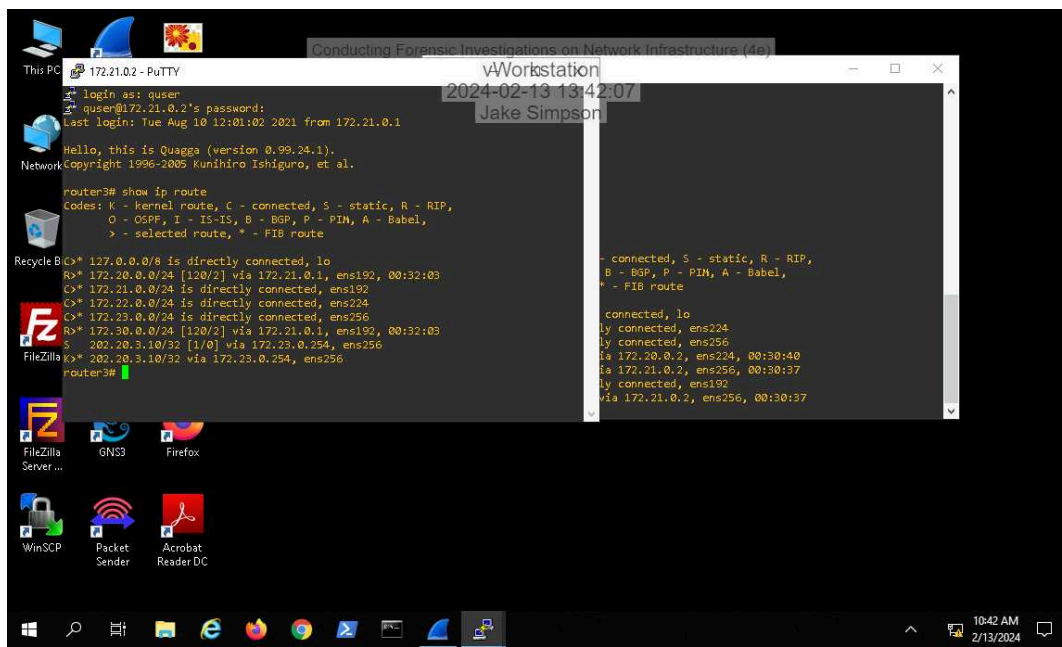 Conducting Forensic Investigations on Network Infrastructure (4e)
vWorkstation
2024-02-13 13:42:07
Jake Simpson
This PC
Network
Recycle B
FileZilla
FileZilla
Server ...
GNS3
Firefox
WinSCP
Packet
Sender
Acrobat
Reader DC
172.21.0.2 - PuTTY
login as: quser
quser@172.21.0.2's password:
Last login: Tue Aug 10 12:01:02 2021 from 172.21.0.1
Hello, this is Quagga (version 0.99.24.1).
Copyright 1996-2005 Kunihiro Ishiguro, et al.
router3# show ip route
Codes: K - kernel route, C - connected, S - static, R - RIP,
O - OSPF, I - IS-IS, B - BGP, P - PIM, A - Babel,
> - selected route, * - FIB route
C>* 127.0.0.0/8 is directly connected, lo
R>* 172.20.0.0/24 [120/2] via 172.21.0.1, ens192, 00:32:03
C>* 172.21.0.0/24 is directly connected, ens192
C>* 172.22.0.0/24 is directly connected, ens224
C>* 172.23.0.0/24 is directly connected, ens256
R>* 172.30.0.0/24 [120/2] via 172.21.0.1, ens192, 00:32:03
S 202.20.3.10/32 [1/0] via 172.23.0.254, ens256
K>* 202.20.3.10/32 via 172.23.0.254, ens256
router3#
- connected, S - static, R - RIP,
B - BGP, P - PIM, A - Babel,
* - FIB route
connected, lo
ly connected, ens224
ly connected, ens256
ia 172.20.0.2, ens224, 00:30:40
ia 172.21.0.2, ens256, 00:30:37
ly connected, ens192
via 172.21.0.2, ens256, 00:30:37
10:42 AM
2/13/2024